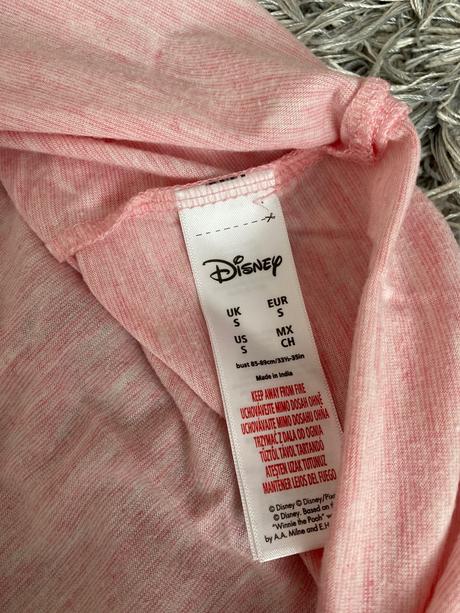 Disney
UK EUR
S S
US MX
S CH
bust 85-89cm/33½-35in
Made in India
KEEP AWAY FROM FIRE
UCHOVÁVEJTE MIMO DOSAH OHNĚ
UCHOVÁVAJTE MIMO DOSAHU OHŇA
TRZYMAĆ Z DALA OD OGNIA
TŰZTŐL TÁVOL TARTANDÓ
ATEŞTEN UZAK TUTUNUZ
MANTENER LEJOS DEL FUEGO
© Disney © Disney/Pixa
© Disney. Based on th
"Winnie the Pooh" w
by A.A. Milne and E.H.